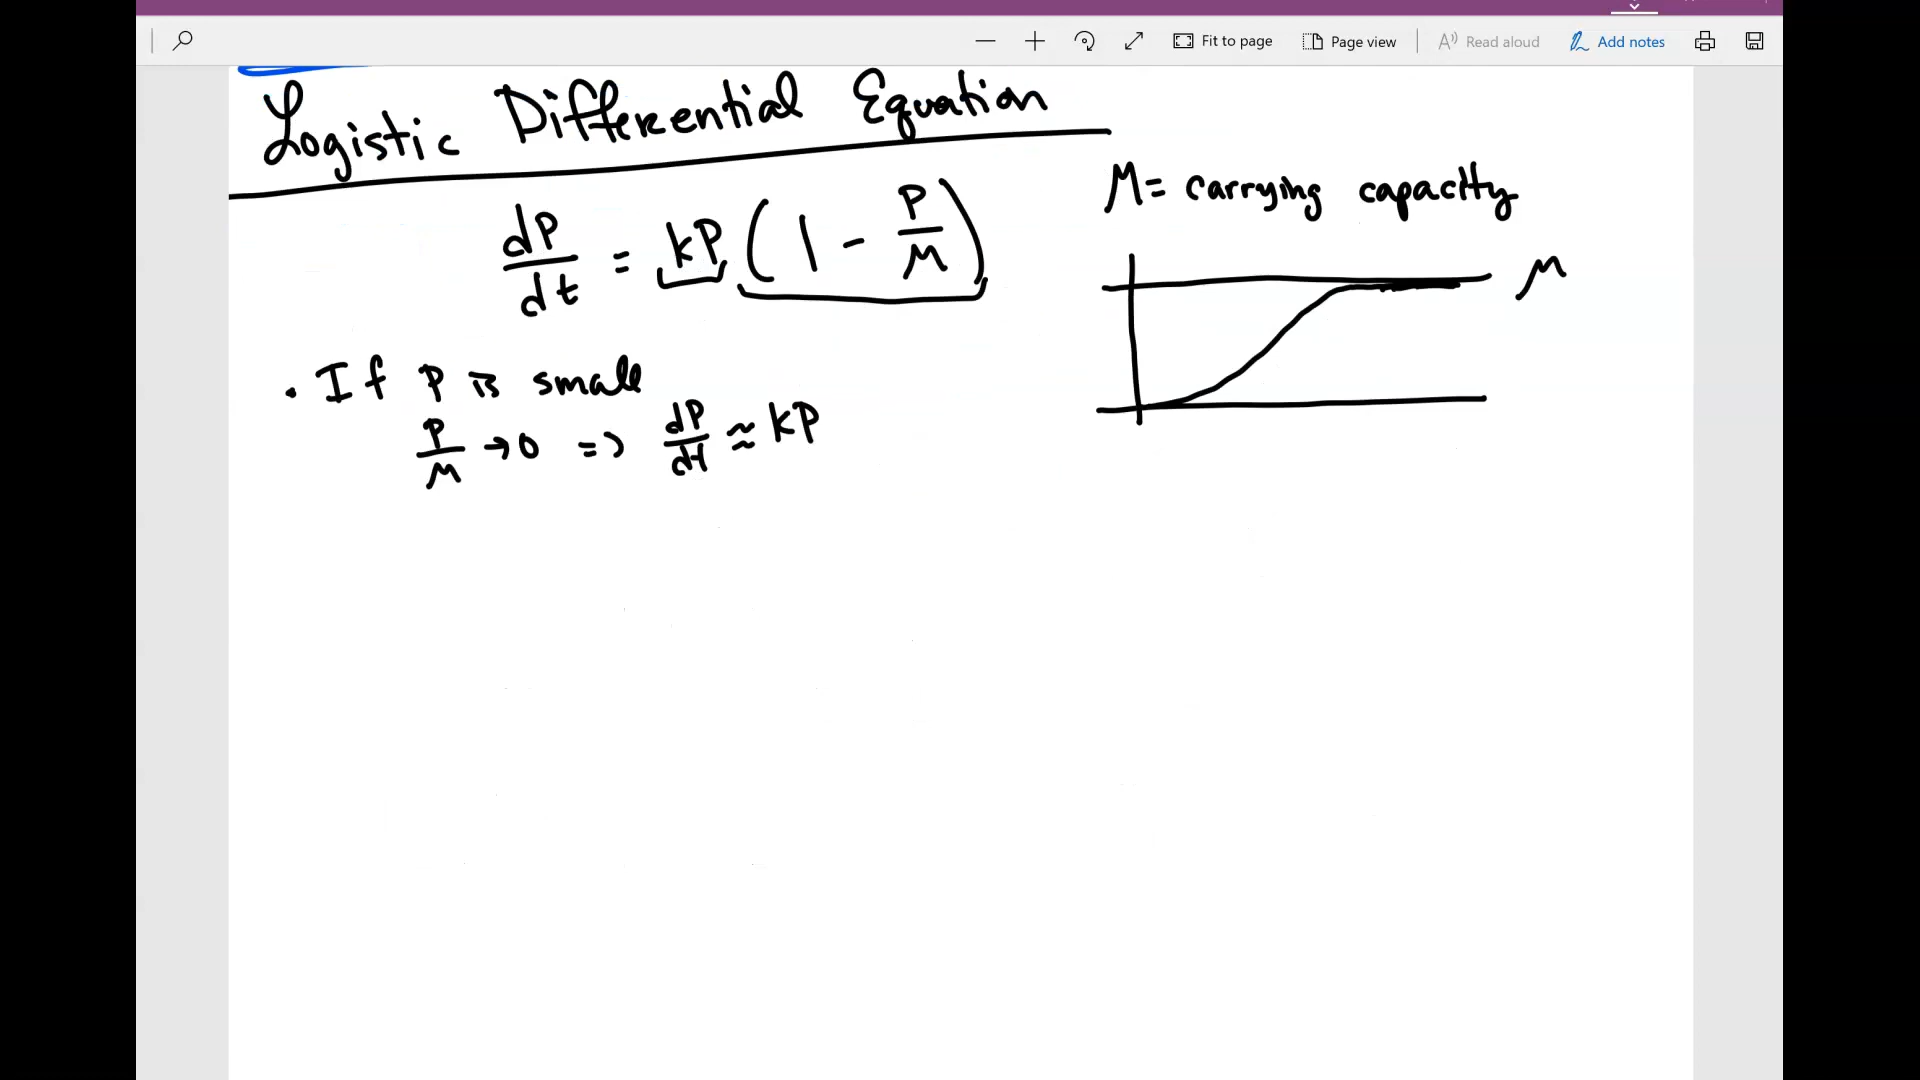 Fit to page Page view Read aloud Add notes
Logistic Differential Equation
M = carrying capacity
dP/dt = kP (1 - P/M)
M
. If P is small
P/M → 0 => dP/dt ≈ kP